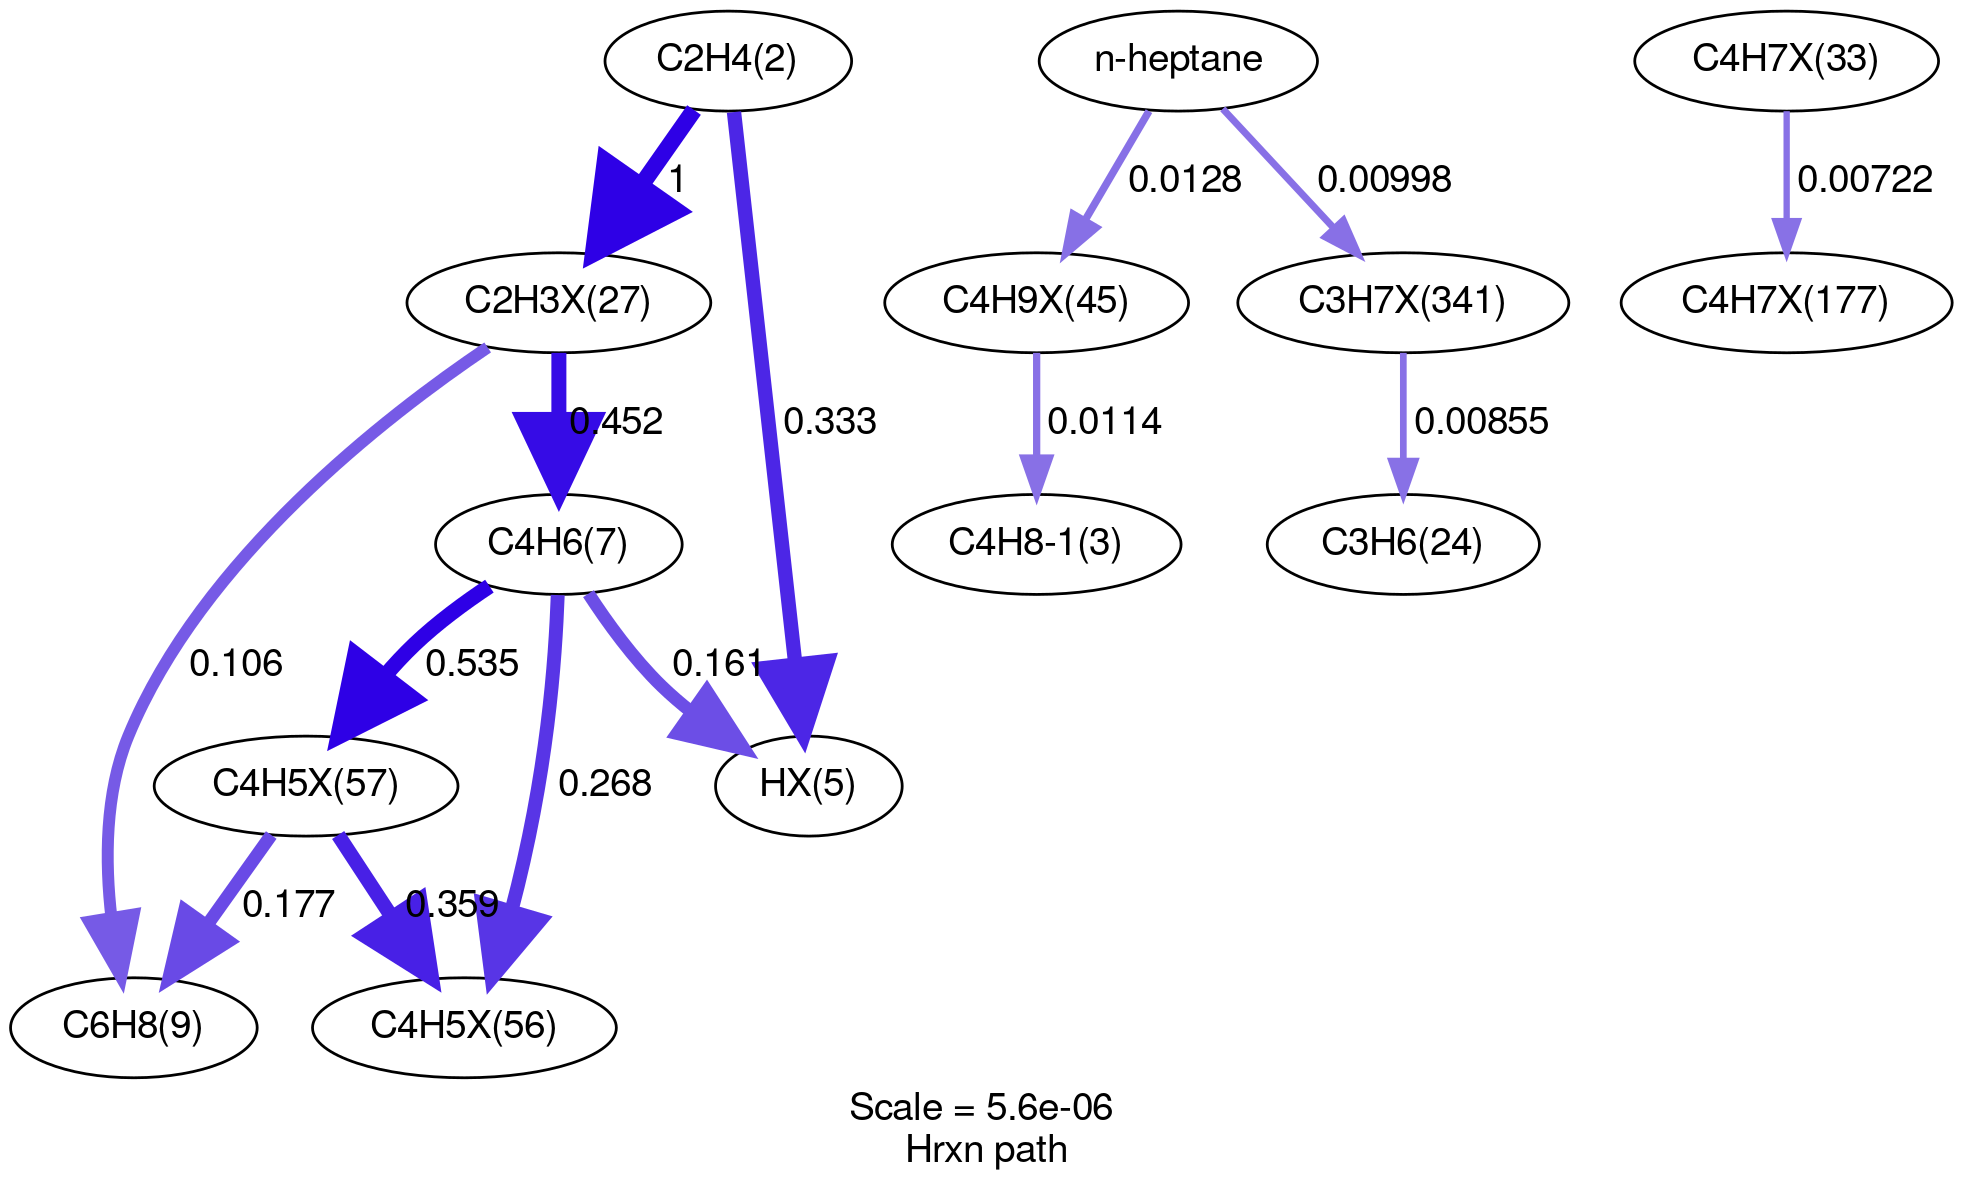 C2H4(2)
n-heptane
C4H7X(33)
1
0.0128
0.00998
0.00722
C2H3X(27)
C4H9X(45)
C3H7X(341)
C4H7X(177)
0.452
0.333
0.0114
0.00855
C4H6(7)
C4H8-1(3)
C3H6(24)
0.106
0.535
0.161
C4H5X(57)
0.268
HX(5)
0.177
0.359
C6H8(9)
C4H5X(56)
Scale = 5.6e-06
Hrxn path